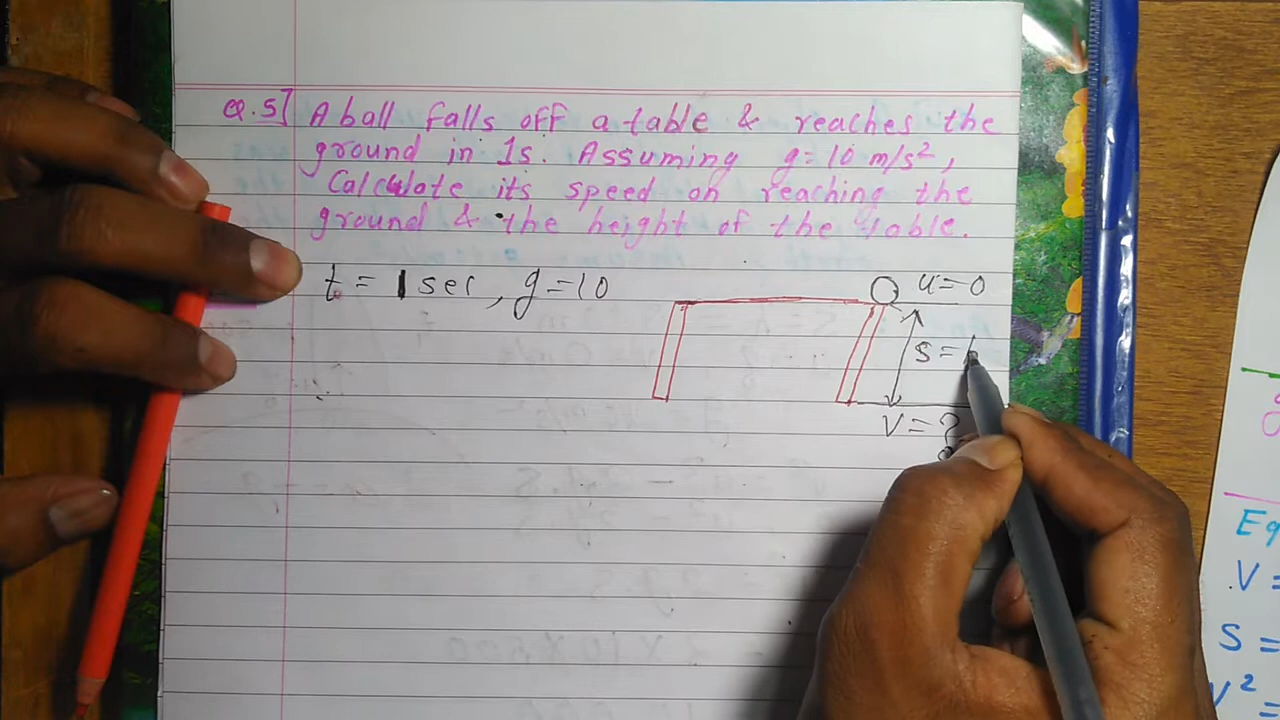 Q.5] A ball falls off a table & reaches the
ground in 1s. Assuming g=10 m/s²,
Calculate its speed on reaching the
ground & the height of the table.
t = 1 sec, g=10
u=0
s = h
v = ?
Eq
V =
S =
V² =